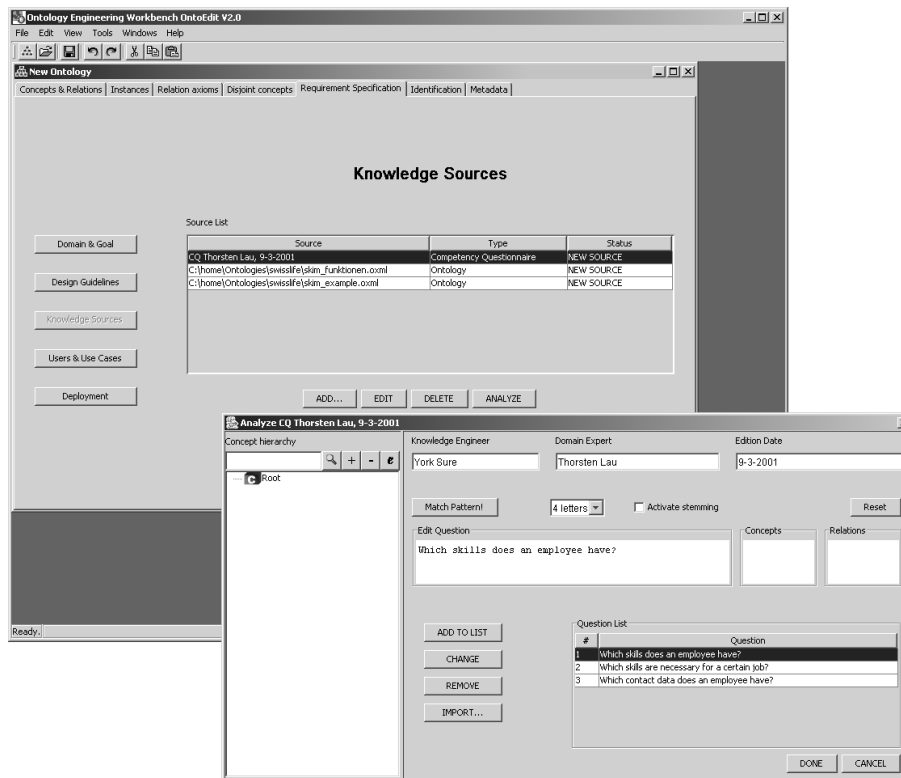 Ontology Engineering Workbench OntoEdit V2.0
File Edit View Tools Windows Help
New Ontology
Concepts & Relations Instances Relation axioms Disjoint concepts Requirement Specification Identification Metadata
Knowledge Sources
Source List
Source Type Status
CQ Thorsten Lau, 9-3-2001 Competency Questionnaire NEW SOURCE
C:\home\Ontologies\swisslife\skim_funktionen.oxml Ontology NEW SOURCE
C:\home\Ontologies\swisslife\skim_example.oxml Ontology NEW SOURCE
Domain & Goal
Design Guidelines
Knowledge Sources
Users & Use Cases
Deployment
ADD... EDIT DELETE ANALYZE
Ready.
Analyze CQ Thorsten Lau, 9-3-2001
Concept hierarchy
+ - e
C Root
Knowledge Engineer Domain Expert Edition Date
York Sure Thorsten Lau 9-3-2001
Match Pattern! 4 letters Activate stemming Reset
Edit Question Concepts Relations
Which skills does an employee have?
ADD TO LIST
CHANGE
REMOVE
IMPORT...
Question List
# Question
1 Which skills does an employee have?
2 Which skills are necessary for a certain job?
3 Which contact data does an employee have?
DONE CANCEL